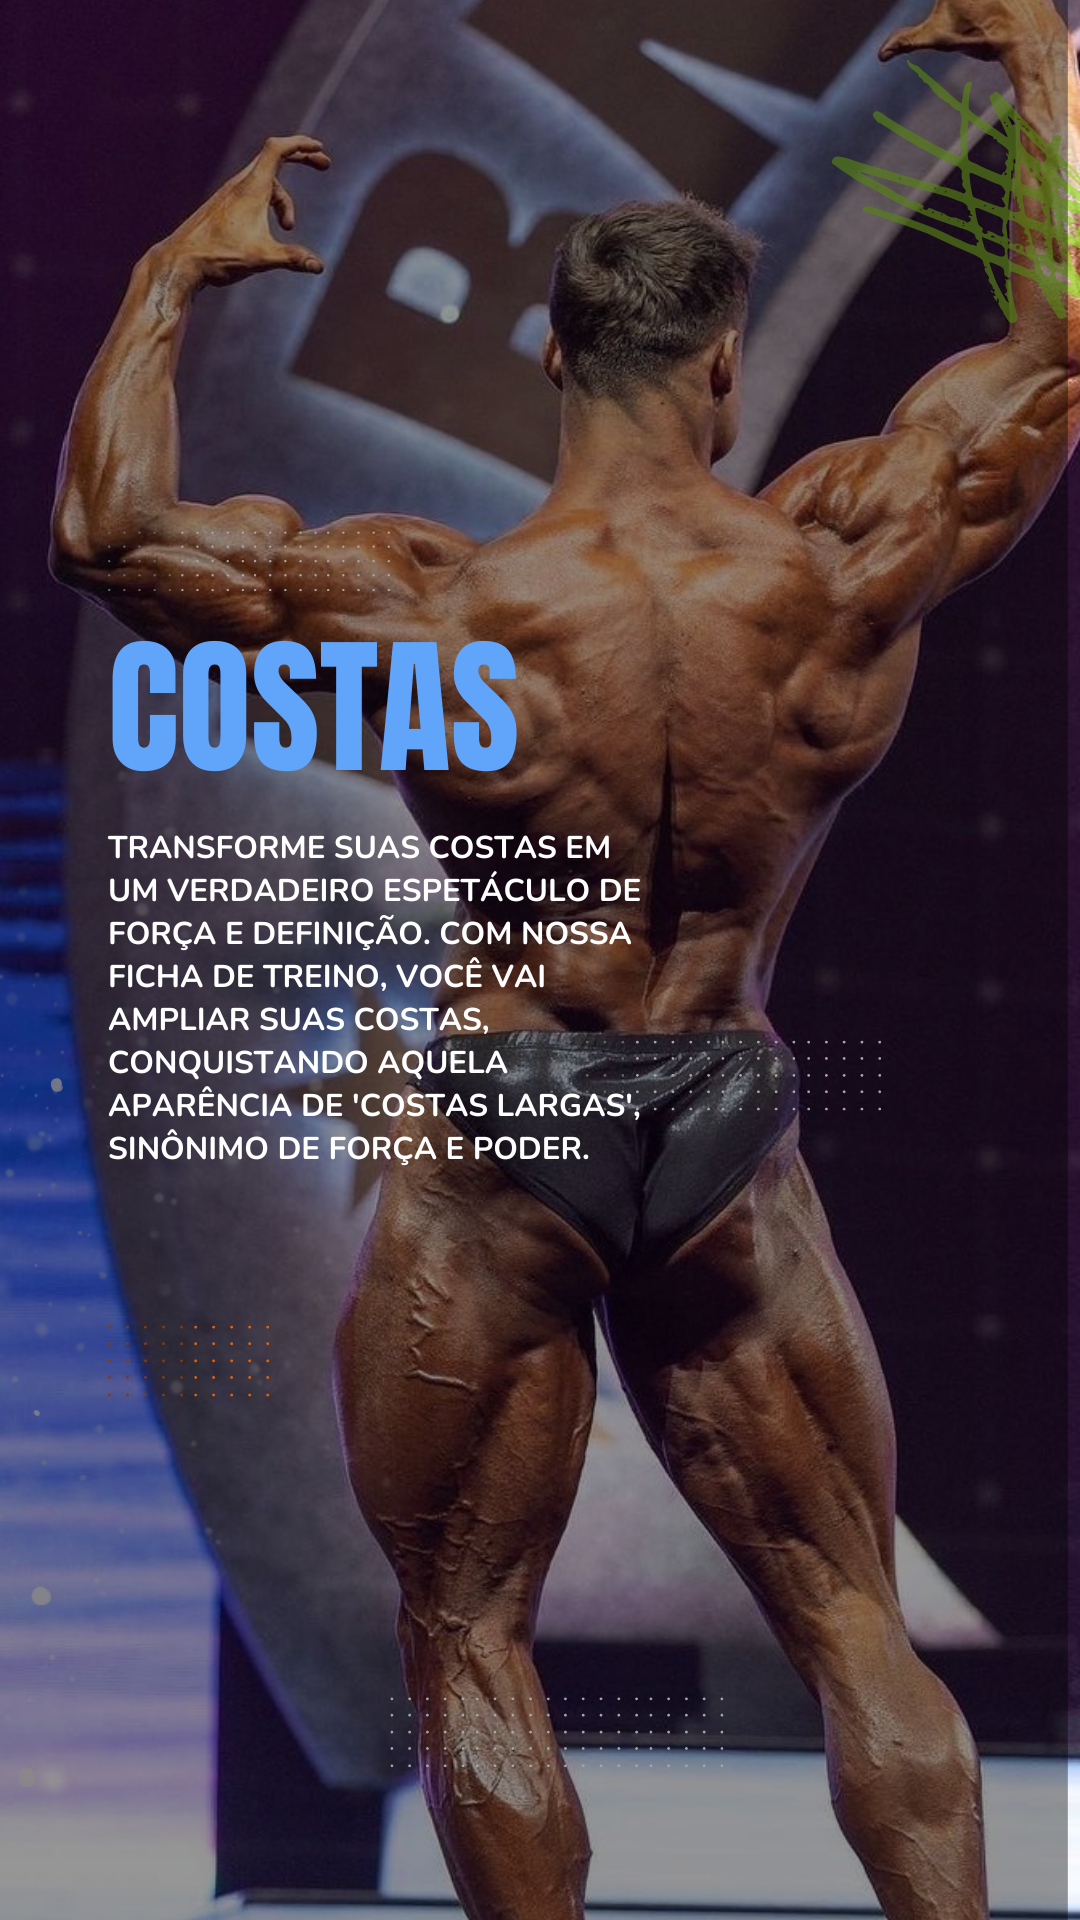 COSTAS
TRANSFORME SUAS COSTAS EM
UM VERDADEIRO ESPETÁCULO DE
FORÇA E DEFINIÇÃO. COM NOSSA
FICHA DE TREINO, VOCÊ VAI
AMPLIAR SUAS COSTAS,
CONQUISTANDO AQUELA
APARÊNCIA DE 'COSTAS LARGAS',
SINÔNIMO DE FORÇA E PODER.